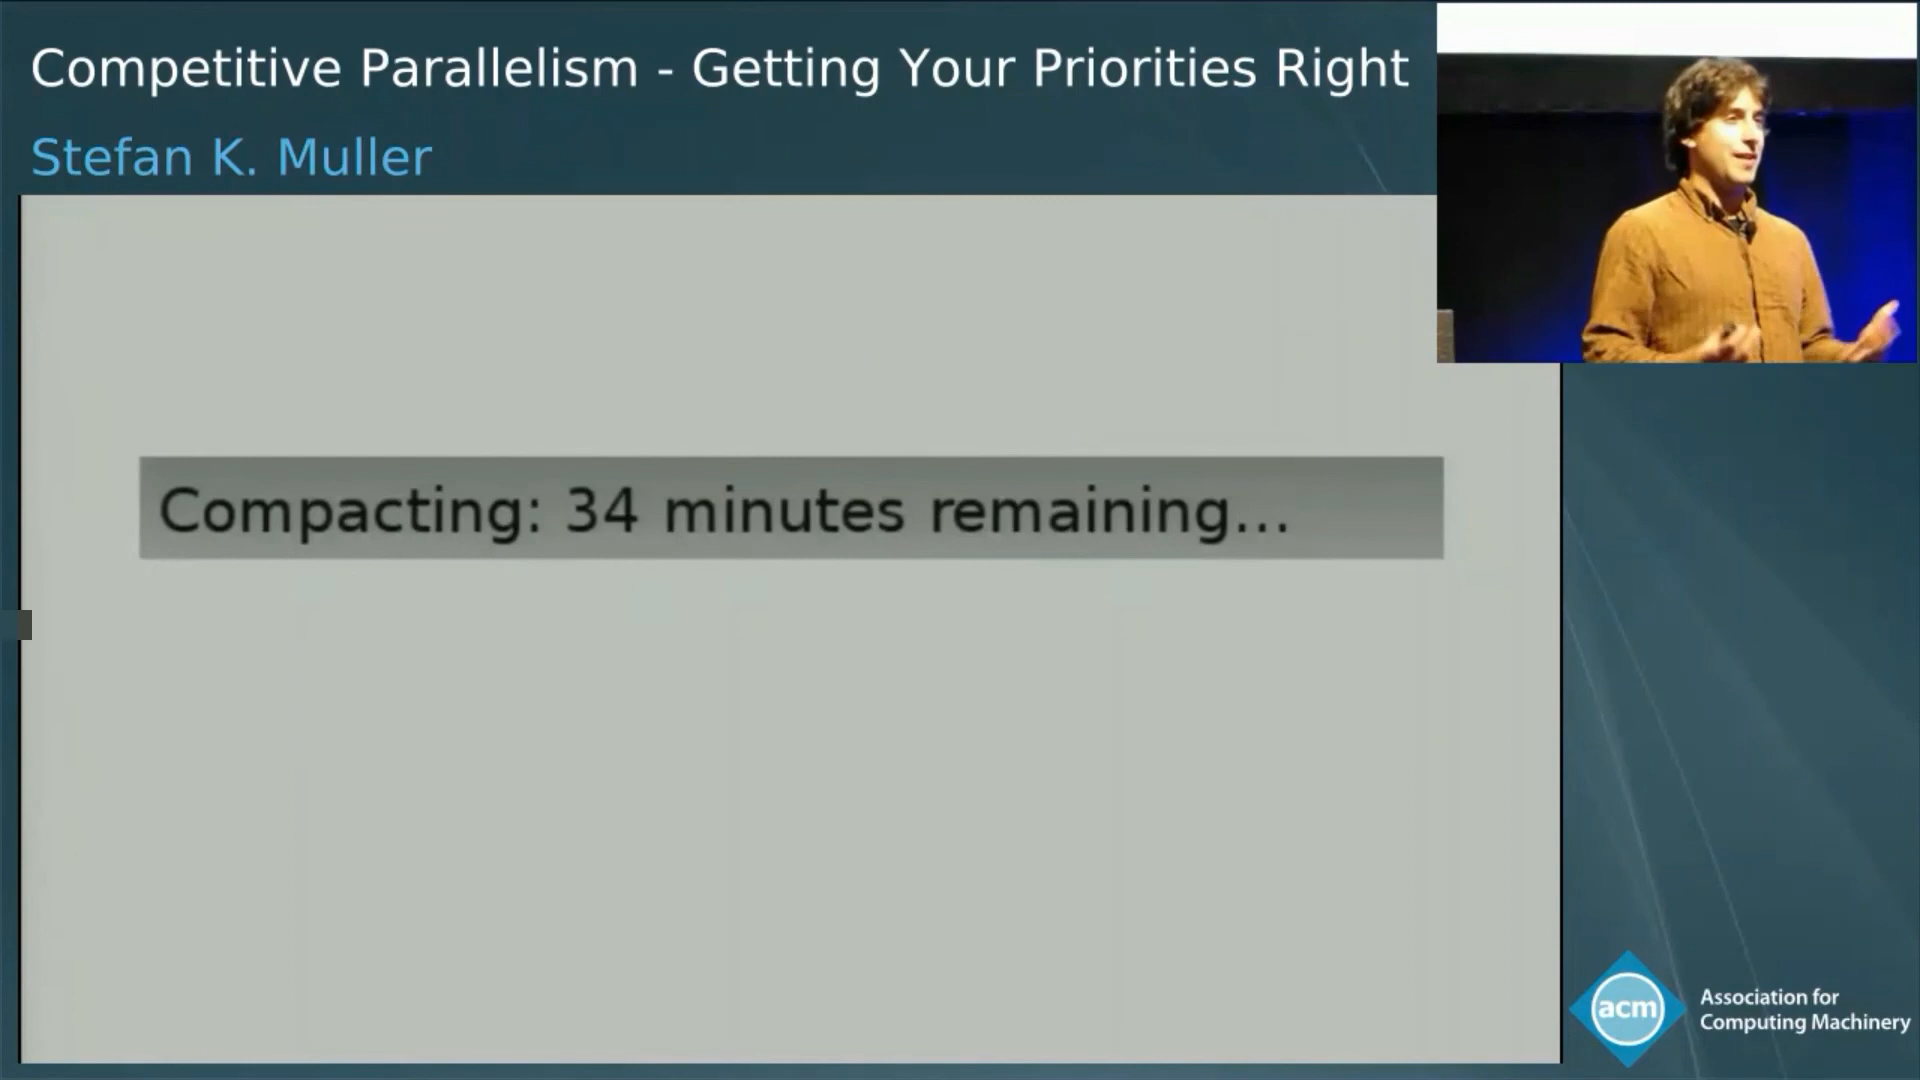 Competitive Parallelism - Getting Your Priorities Right
Stefan K. Muller
Compacting: 34 minutes remaining...
acm
Association for
Computing Machinery